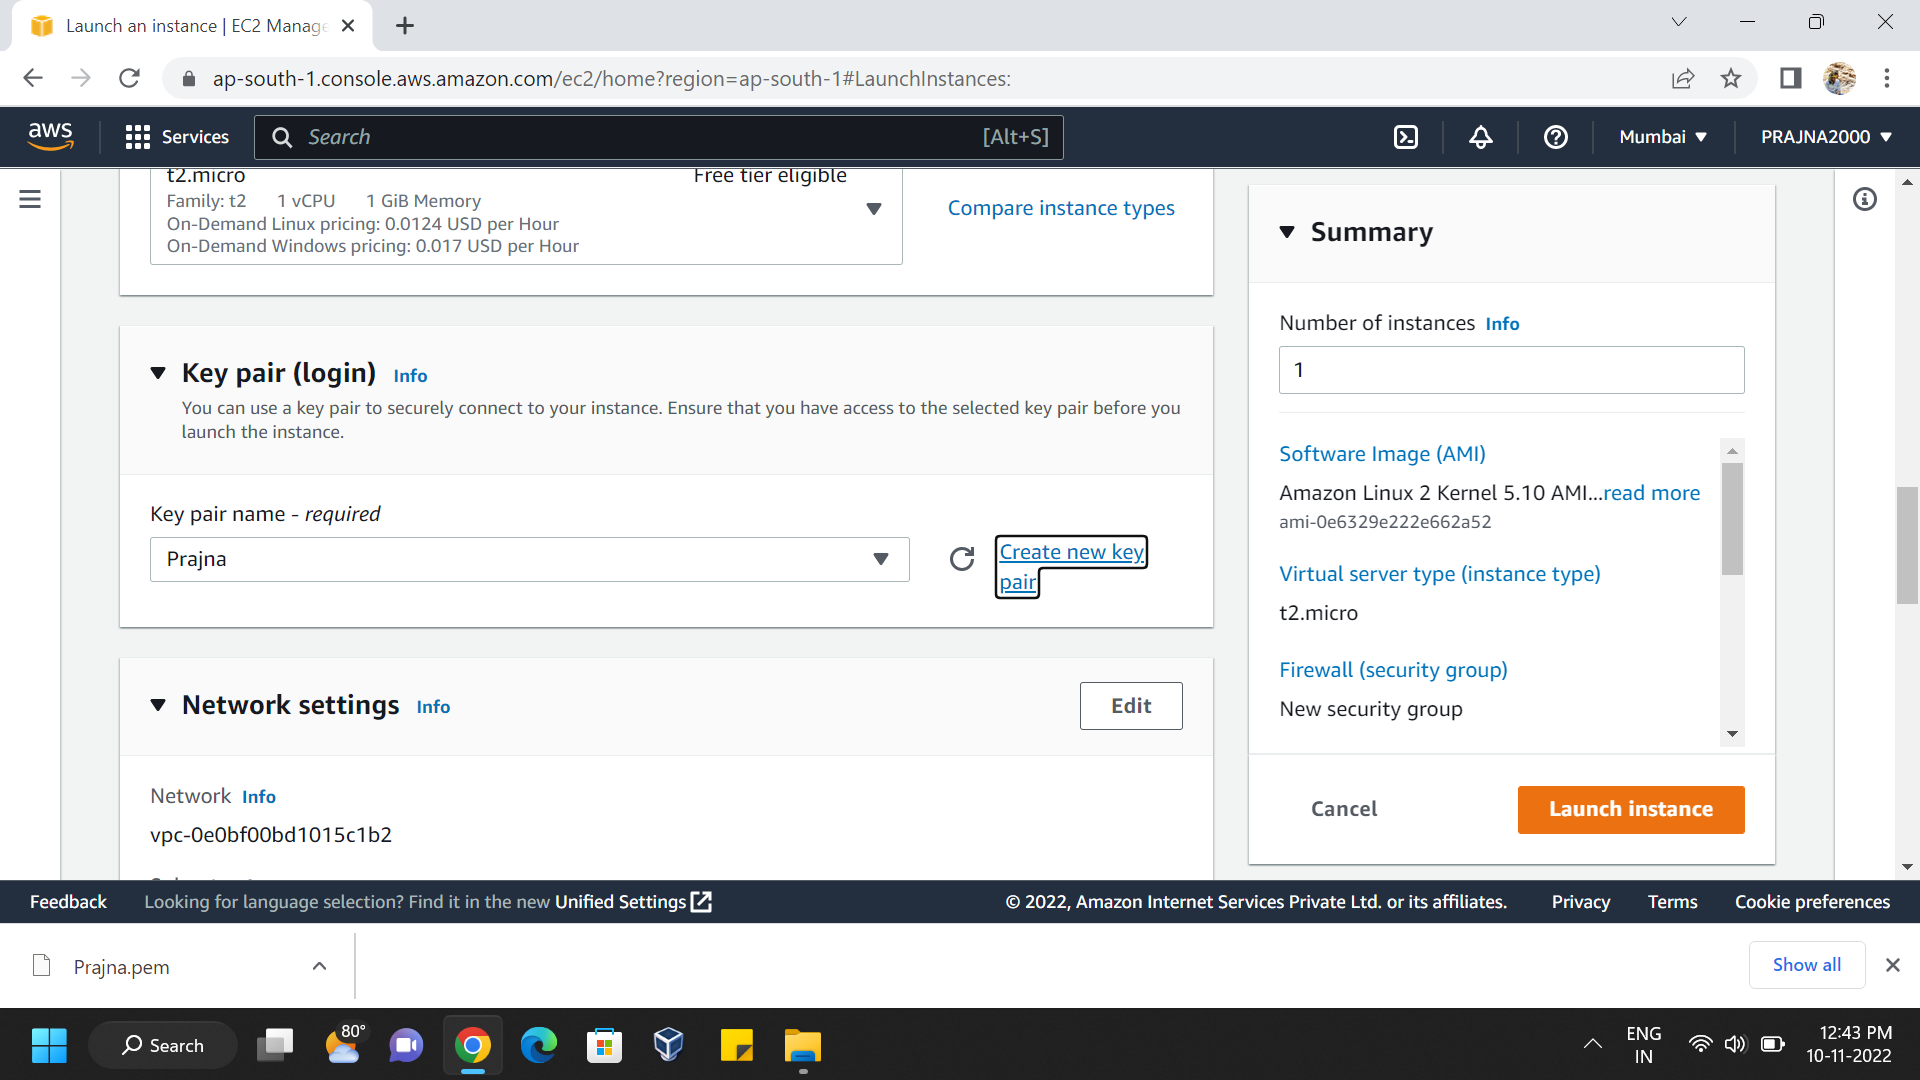 Launch an instance | EC2 Manage
ap-south-1.console.aws.amazon.com/ec2/home?region=ap-south-1#LaunchInstances:
aws
Services
Search
[Alt+S]
Mumbai
PRAJNA2000
t2.micro
Free tier eligible
Family: t2 1 vCPU 1 GiB Memory
On-Demand Linux pricing: 0.0124 USD per Hour
On-Demand Windows pricing: 0.017 USD per Hour
Compare instance types
Key pair (login) Info
You can use a key pair to securely connect to your instance. Ensure that you have access to the selected key pair before you
launch the instance.
Key pair name - required
Prajna
Create new key
pair
Network settings Info
Edit
Network Info
vpc-0e0bf00bd1015c1b2
Summary
Number of instances Info
1
Software Image (AMI)
Amazon Linux 2 Kernel 5.10 AMI...read more
ami-0e6329e222e662a52
Virtual server type (instance type)
t2.micro
Firewall (security group)
New security group
Cancel
Launch instance
Feedback
Looking for language selection? Find it in the new Unified Settings
© 2022, Amazon Internet Services Private Ltd. or its affiliates.
Privacy
Terms
Cookie preferences
Prajna.pem
Show all
Search
80°
ENG
IN
12:43 PM
10-11-2022